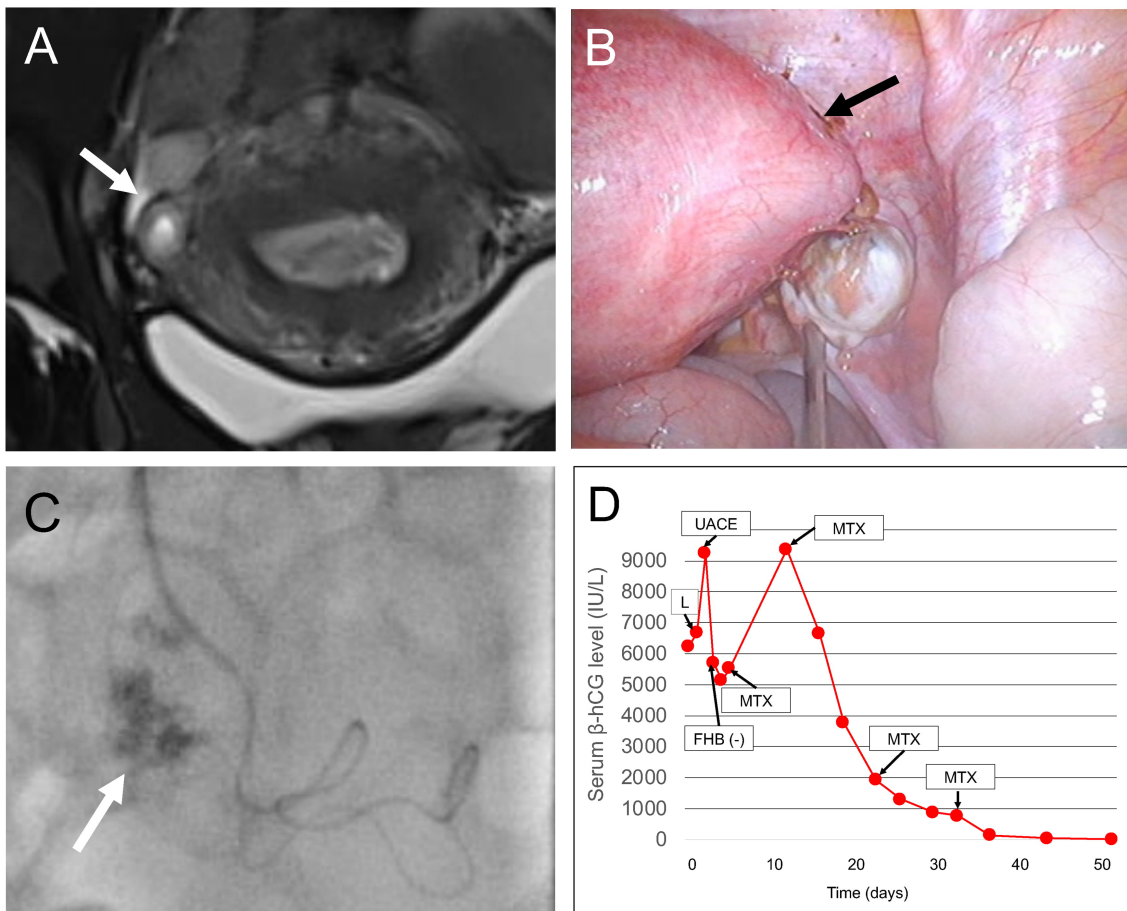 A
B
C
D
UACE
MTX
L
MTX
FHB (-)
MTX
MTX
Serum β-hCG level (IU/L)
9000
8000
7000
6000
5000
4000
3000
2000
1000
0
0 10 20 30 40 50
Time (days)